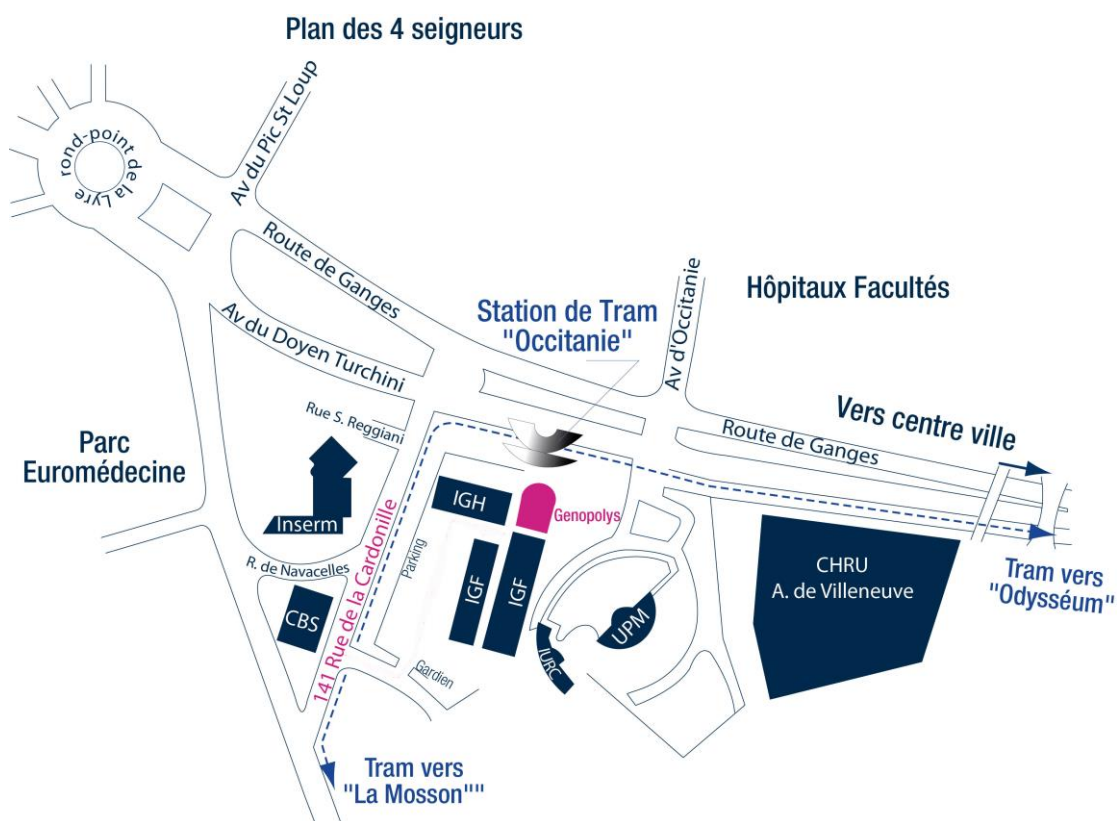 Plan des 4 seigneurs
rond-point de la Lyre
Av du Pic St Loup
Route de Ganges
Av d'Occitanie
Hôpitaux Facultés
Station de Tram
"Occitanie"
Av du Doyen Turchini
Rue S. Reggiani
Vers centre ville
Route de Ganges
Parc
Euromédecine
Inserm
IGH
Genopolys
Parking
R. de Navacelles
CBS
141 Rue de la Cardonille
IGF
IGF
UPM
IURC
CHRU
A. de Villeneuve
Tram vers
"Odysséum"
Gardien
Tram vers
"La Mosson""